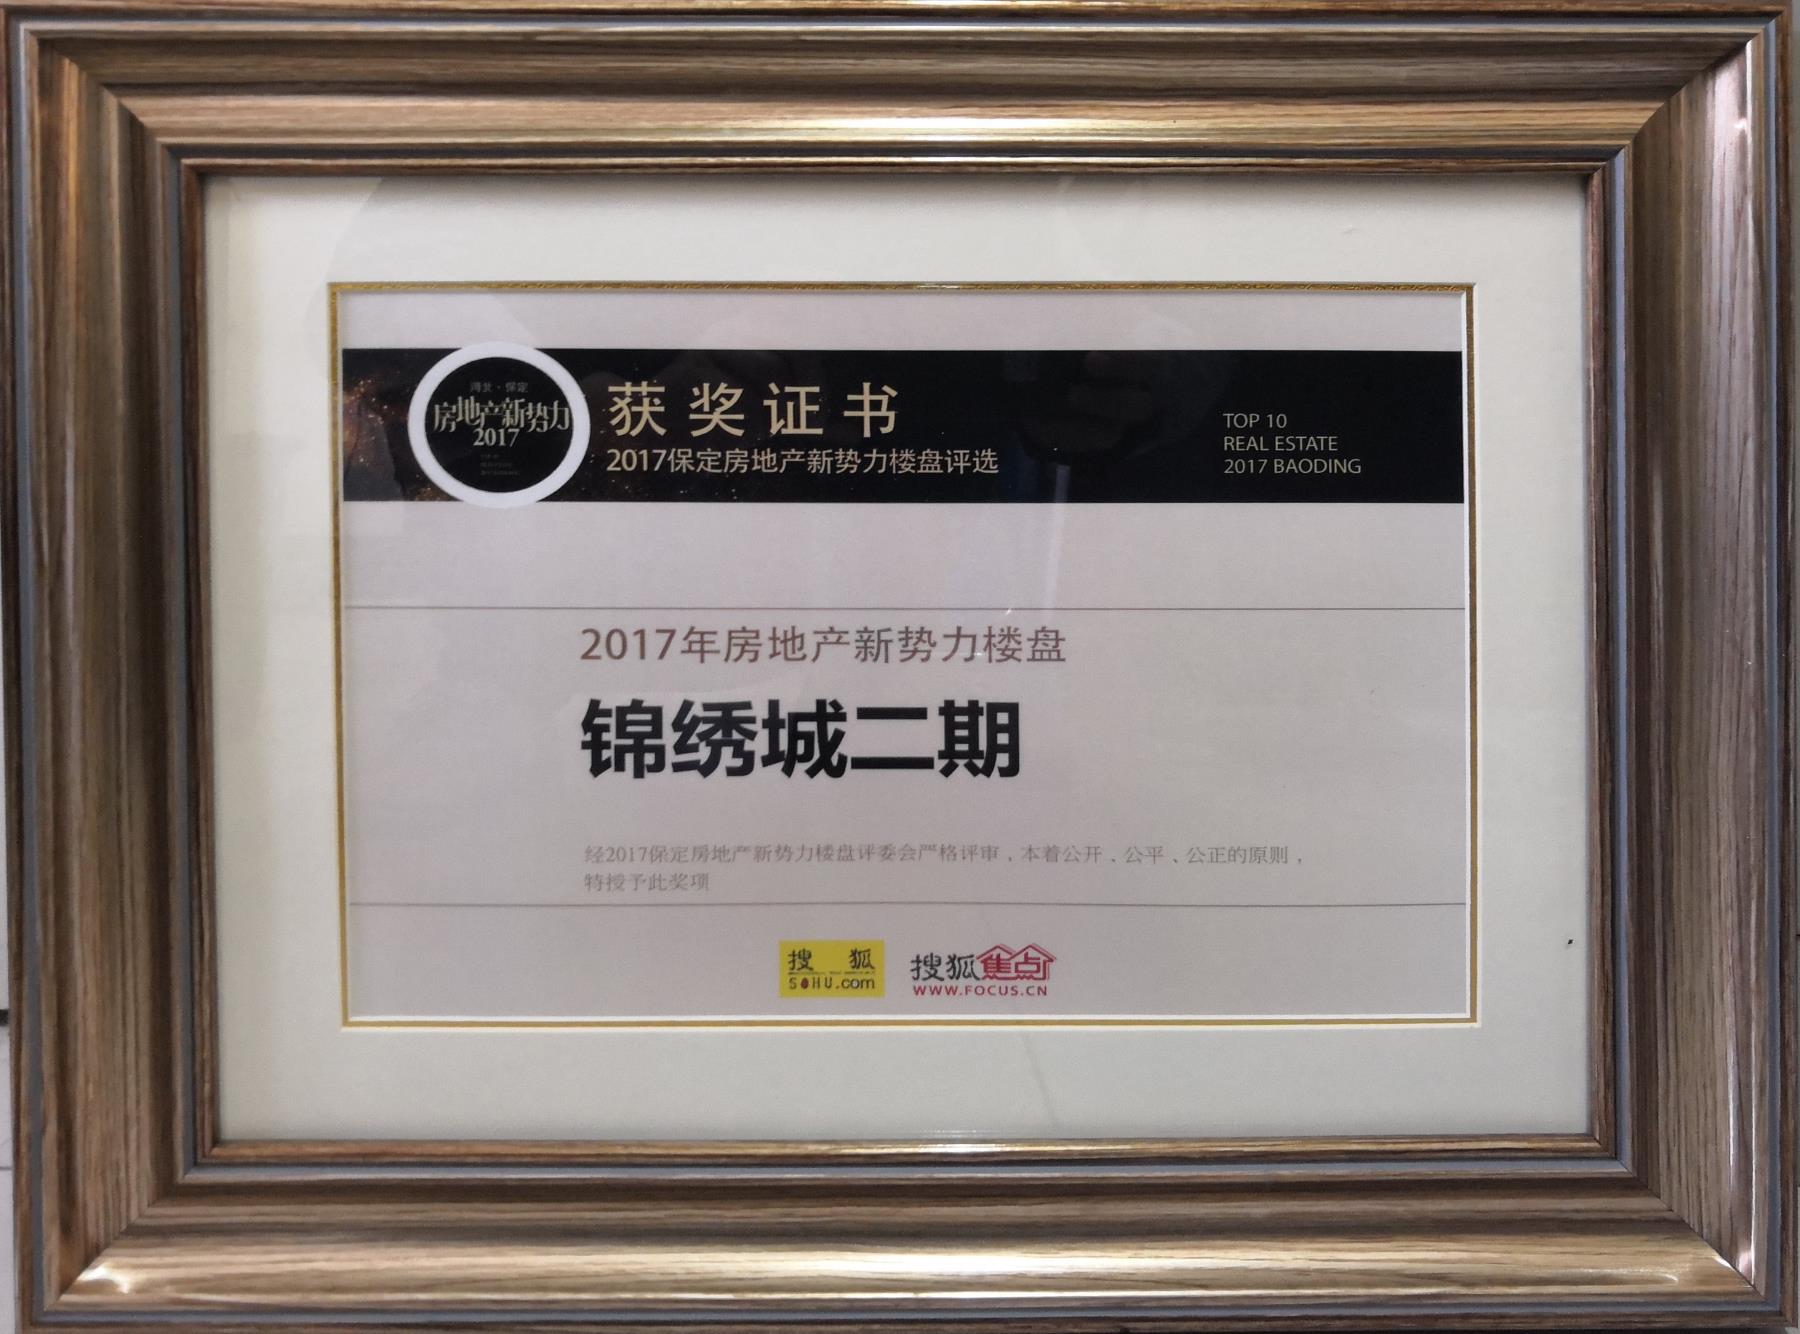 河北·保定
房地产新势力
2017
获奖证书
2017保定房地产新势力楼盘评选
TOP 10
REAL ESTATE
2017 BAODING
2017年房地产新势力楼盘
锦绣城二期
经2017保定房地产新势力楼盘评委会严格评审，本着公开、公平、公正的原则，
特授予此奖项
搜狐
SOHU.com
搜狐焦点
WWW.FOCUS.CN